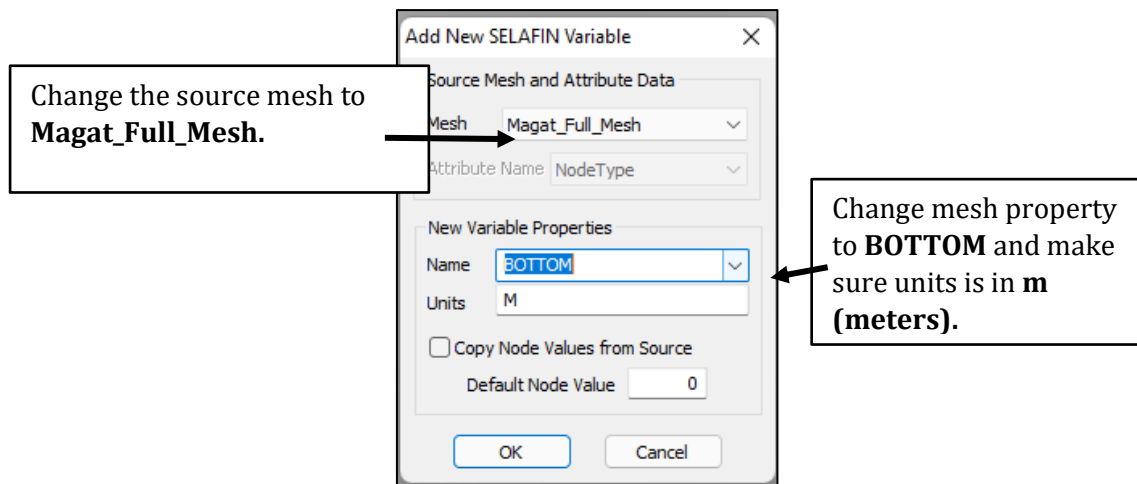 Add New SELAFIN Variable
Change the source mesh to
Magat_Full_Mesh.
Source Mesh and Attribute Data
Mesh Magat_Full_Mesh
Attribute Name NodeType
New Variable Properties
Name BOTTOM
Units M
Change mesh property
to BOTTOM and make
sure units is in m
(meters).
Copy Node Values from Source
Default Node Value 0
OK Cancel